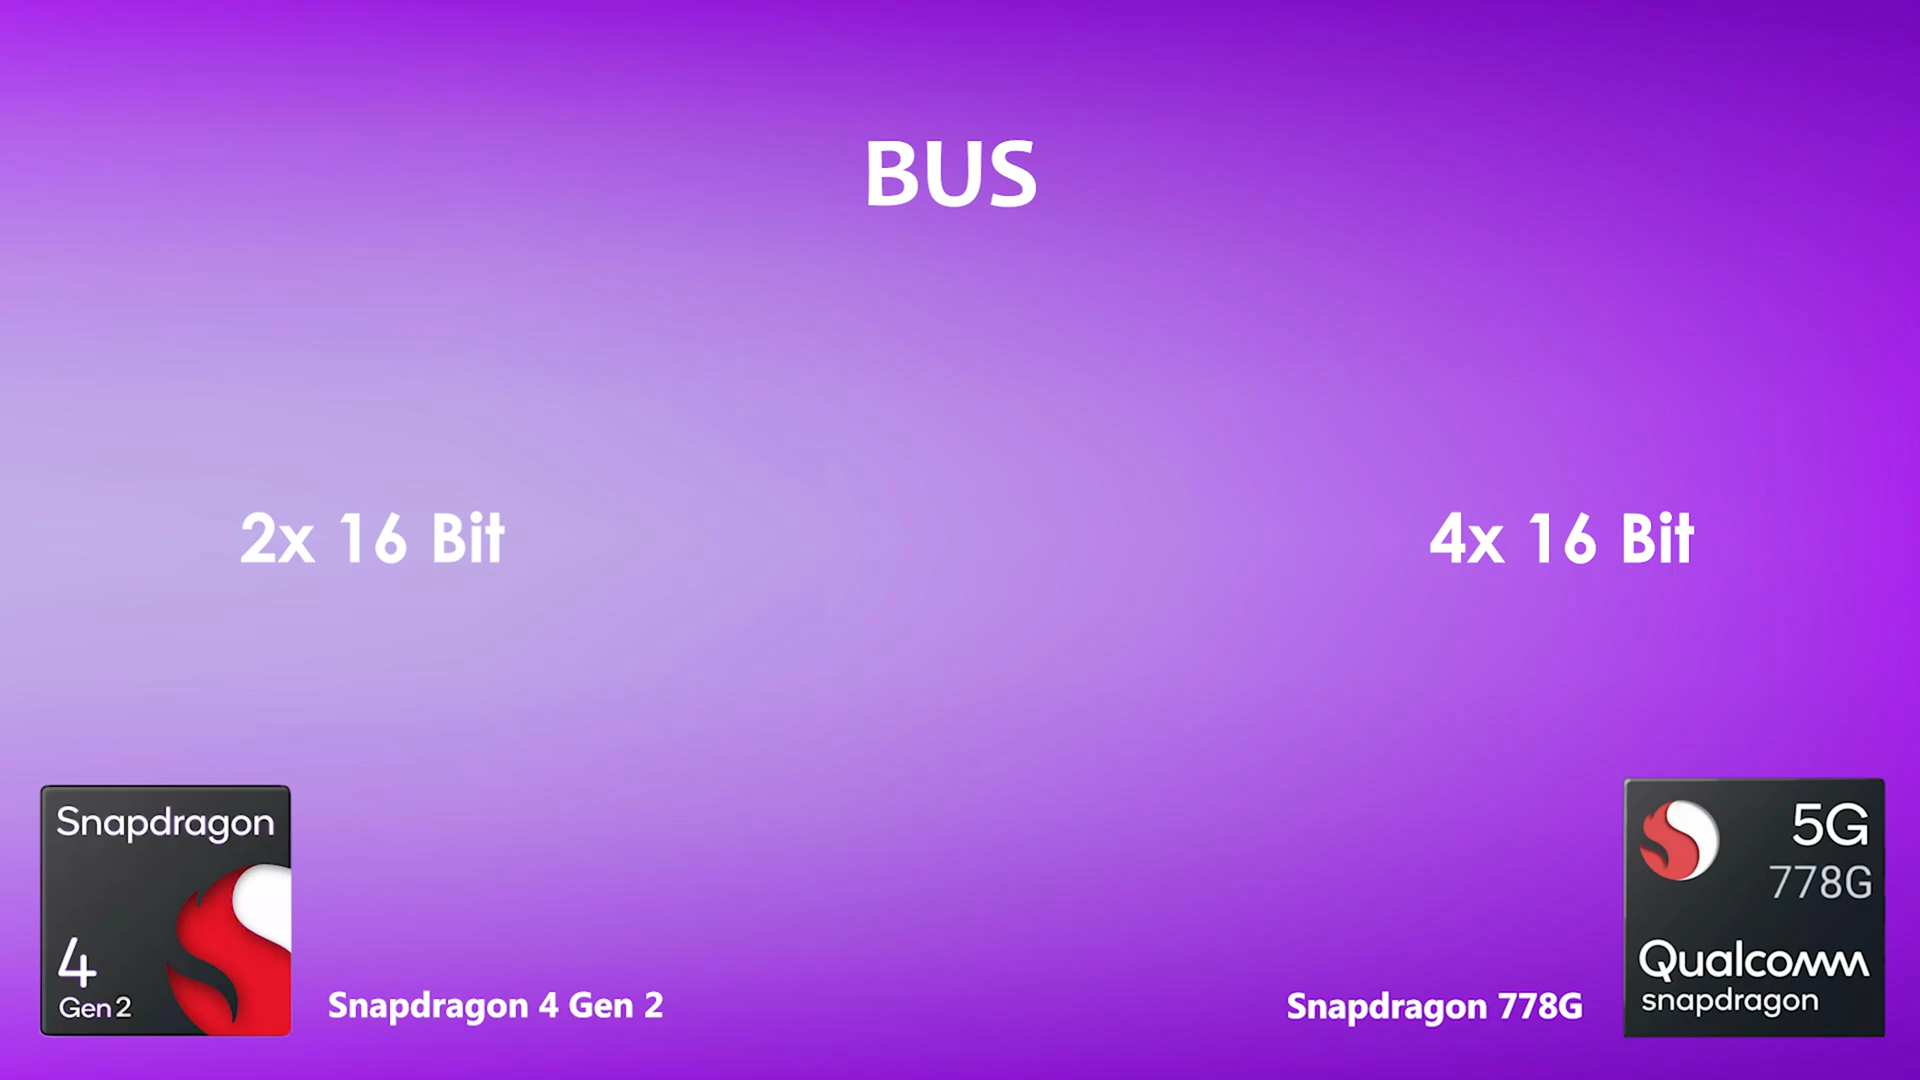 BUS
2x 16 Bit
4x 16 Bit
Snapdragon
4
Gen 2
Snapdragon 4 Gen 2
Snapdragon 778G
5G
778G
Qualcomm
snapdragon